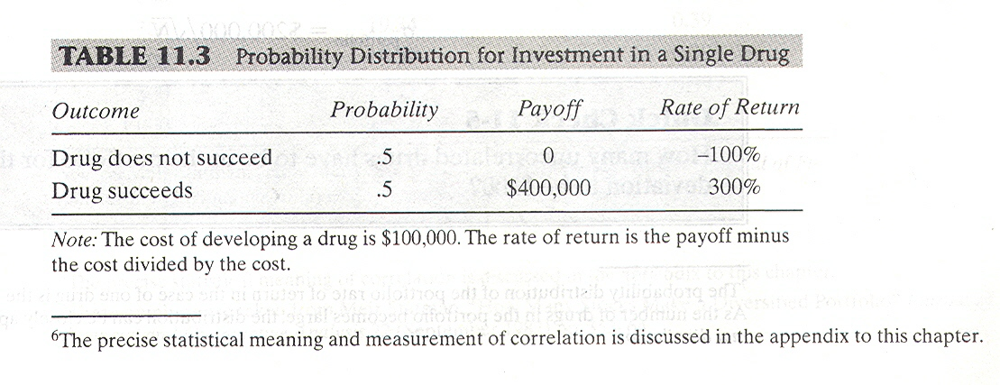 TABLE 11.3 Probability Distribution for Investment in a Single Drug
Outcome Probability Payoff Rate of Return
Drug does not succeed .5 0 –100%
Drug succeeds .5 $400,000 300%
Note: The cost of developing a drug is $100,000. The rate of return is the payoff minus
the cost divided by the cost.
6The precise statistical meaning and measurement of correlation is discussed in the appendix to this chapter.